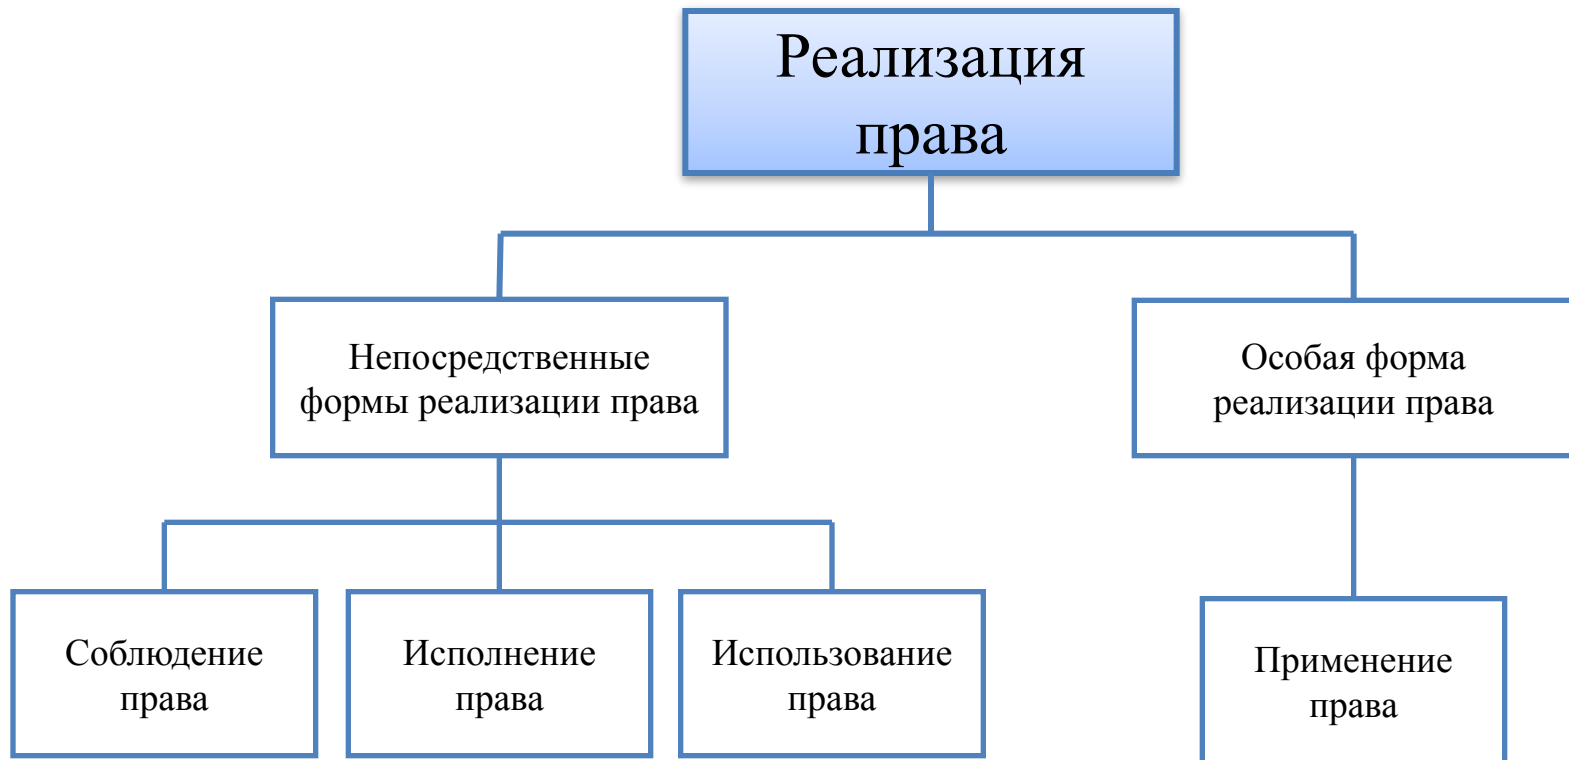 Реализация
права
Непосредственные
формы реализации права
Особая форма
реализации права
Соблюдение
права
Исполнение
права
Использование
права
Применение
права